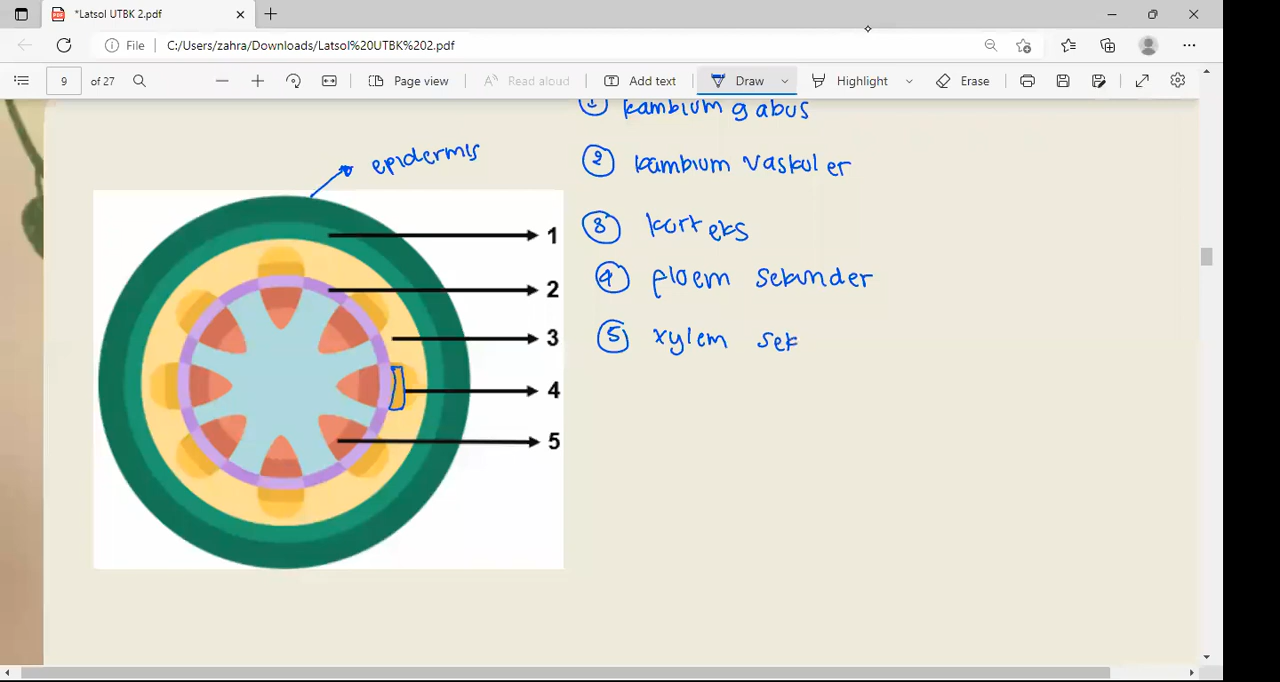 *Latsol UTBK 2.pdf
File C:/Users/zahra/Downloads/Latsol%20UTBK%202.pdf
9 of 27 Page view Read aloud Add text Draw Highlight Erase
① kambium gabus
epidermis
② kambium vaskuler
1
③ korteks
2
④ floem sekunder
3
⑤ xylem sek
4
5